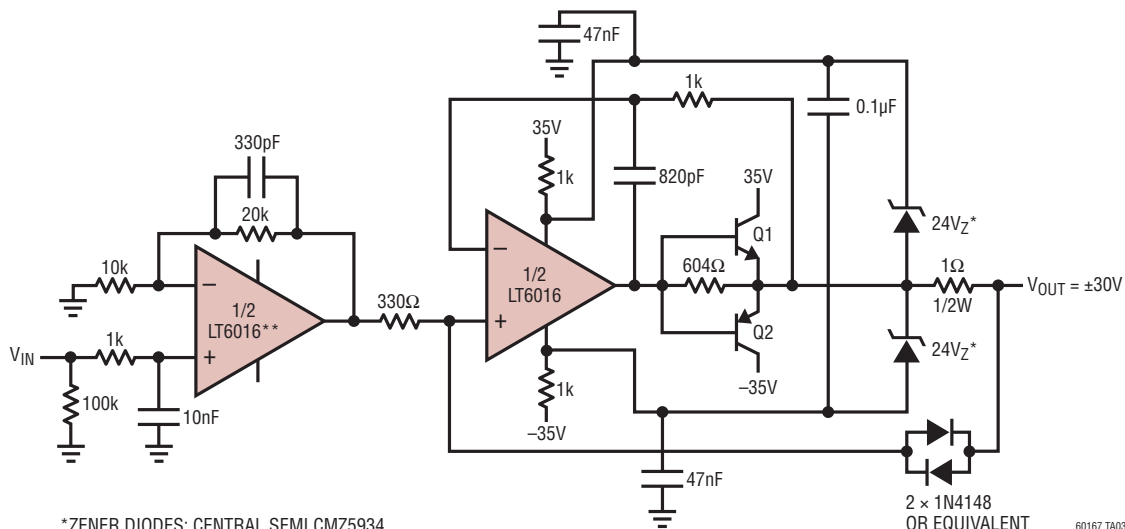 47nF
1k
0.1µF
330pF
35V
20k
1k
820pF
35V
24VZ*
Q1
10k
–
1/2
LT6016**
+
330Ω
–
1/2
LT6016
+
604Ω
1Ω
1/2W
VOUT = ±30V
VIN
1k
Q2
24VZ*
100k
10nF
1k
–35V
–35V
47nF
2 × 1N4148
OR EQUIVALENT
*ZENER DIODES: CENTRAL SEMI CMZ5934
60167 TA03